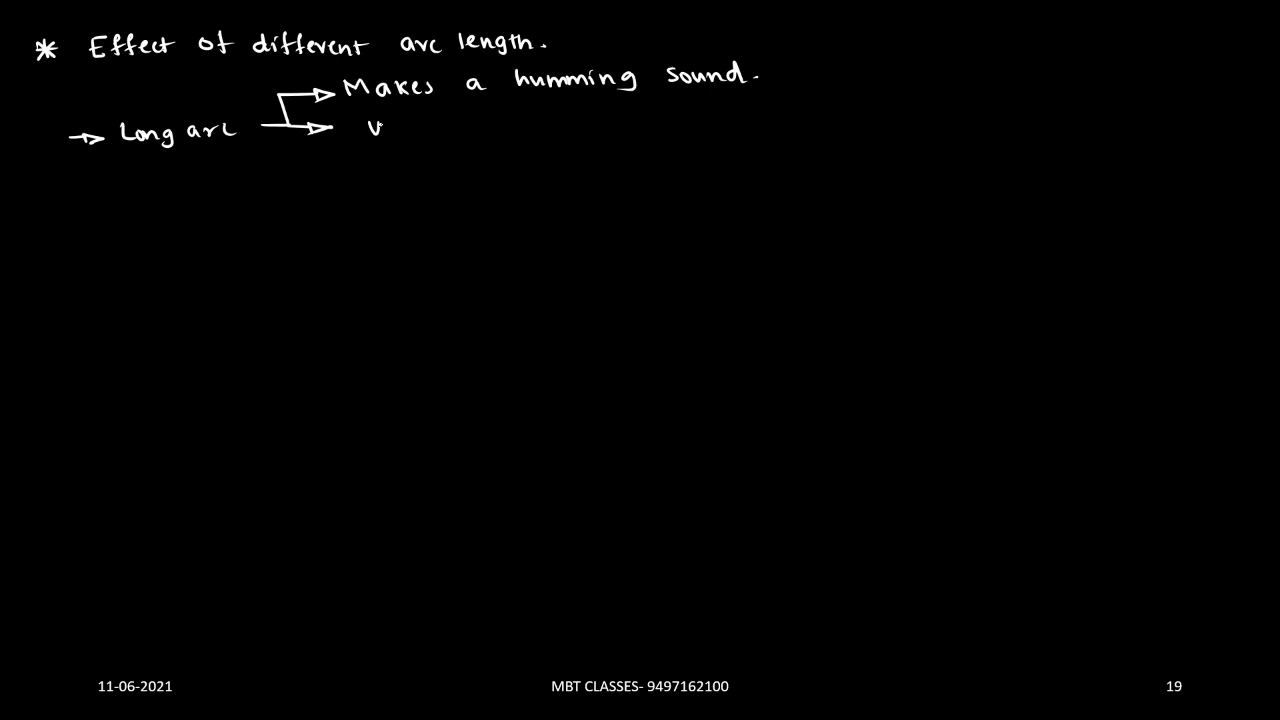 * Effect of different arc length.
Makes a humming sound.
→ Long arc → 
11-06-2021
MBT CLASSES- 9497162100
19